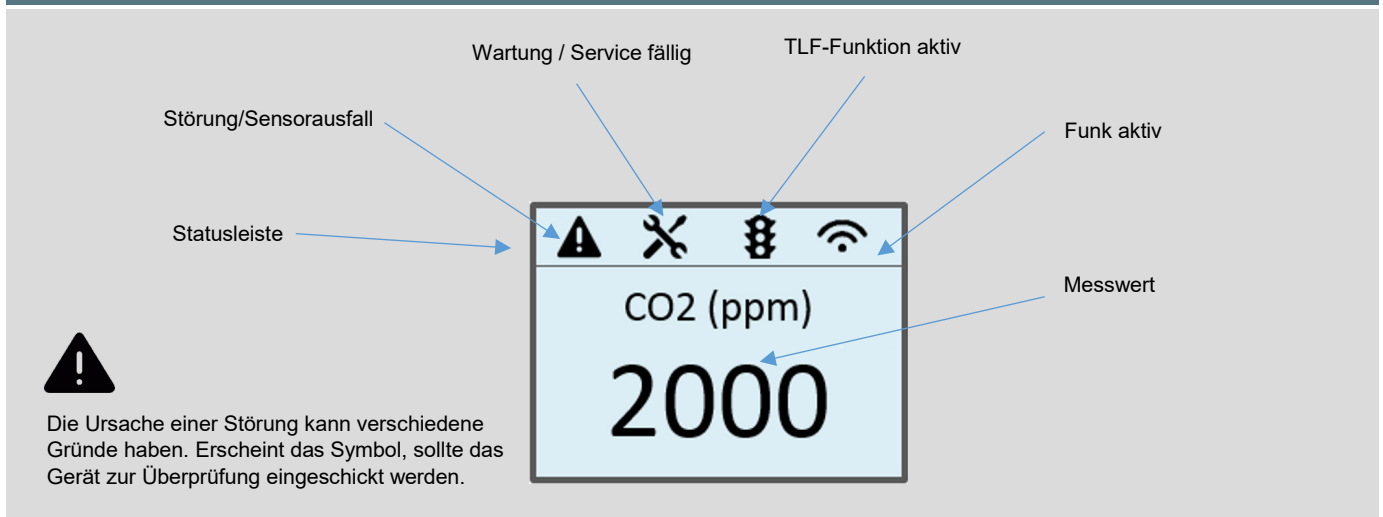 Wartung / Service fällig
TLF-Funktion aktiv
Störung/Sensorausfall
Funk aktiv
Statusleiste
CO2 (ppm)
Messwert
2000
Die Ursache einer Störung kann verschiedene
Gründe haben. Erscheint das Symbol, sollte das
Gerät zur Überprüfung eingeschickt werden.